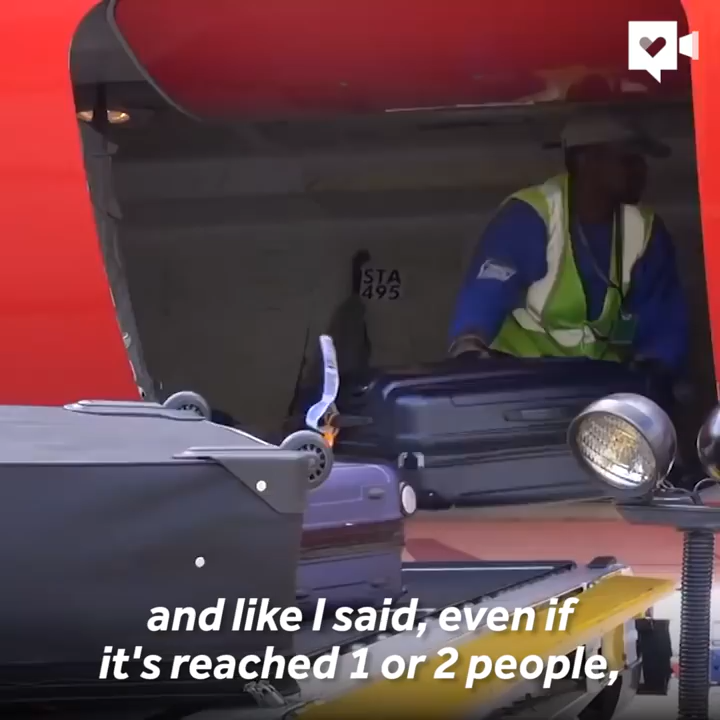 STA
495
and like I said, even if
it's reached 1 or 2 people,